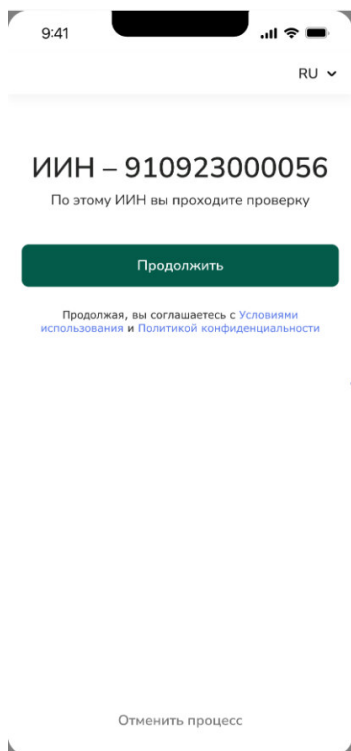 9:41
RU
ИИН – 910923000056
По этому ИИН вы проходите проверку
Продолжить
Продолжая, вы соглашаетесь с Условиями
использования и Политикой конфиденциальности
Отменить процесс